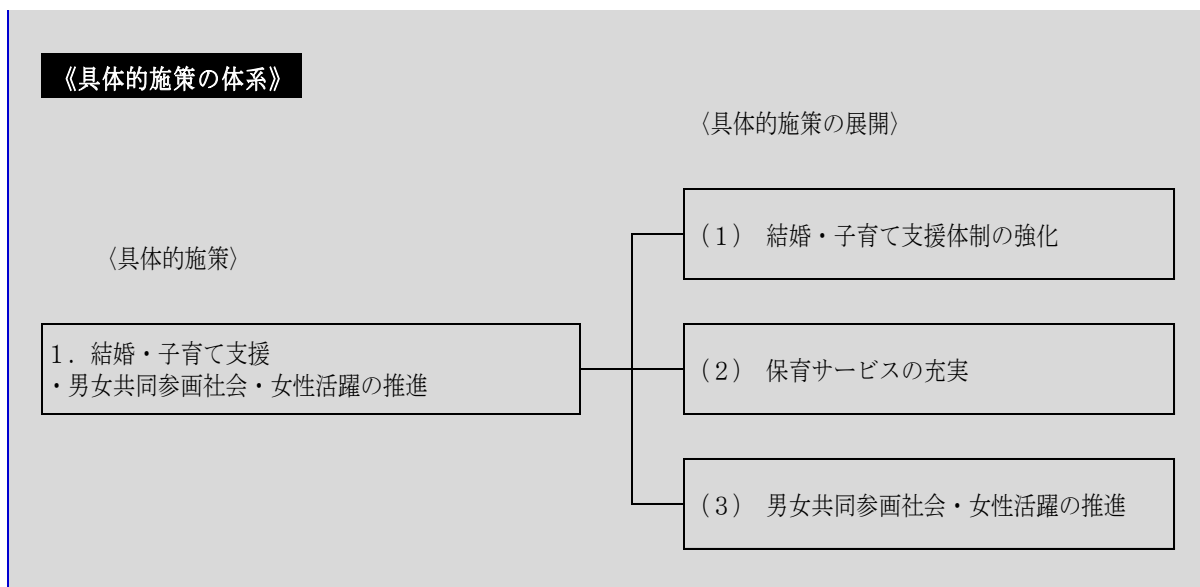 《具体的施策の体系》
〈具体的施策の展開〉
(1) 結婚・子育て支援体制の強化
〈具体的施策〉
1.結婚・子育て支援
・男女共同参画社会・女性活躍の推進
(2) 保育サービスの充実
(3) 男女共同参画社会・女性活躍の推進